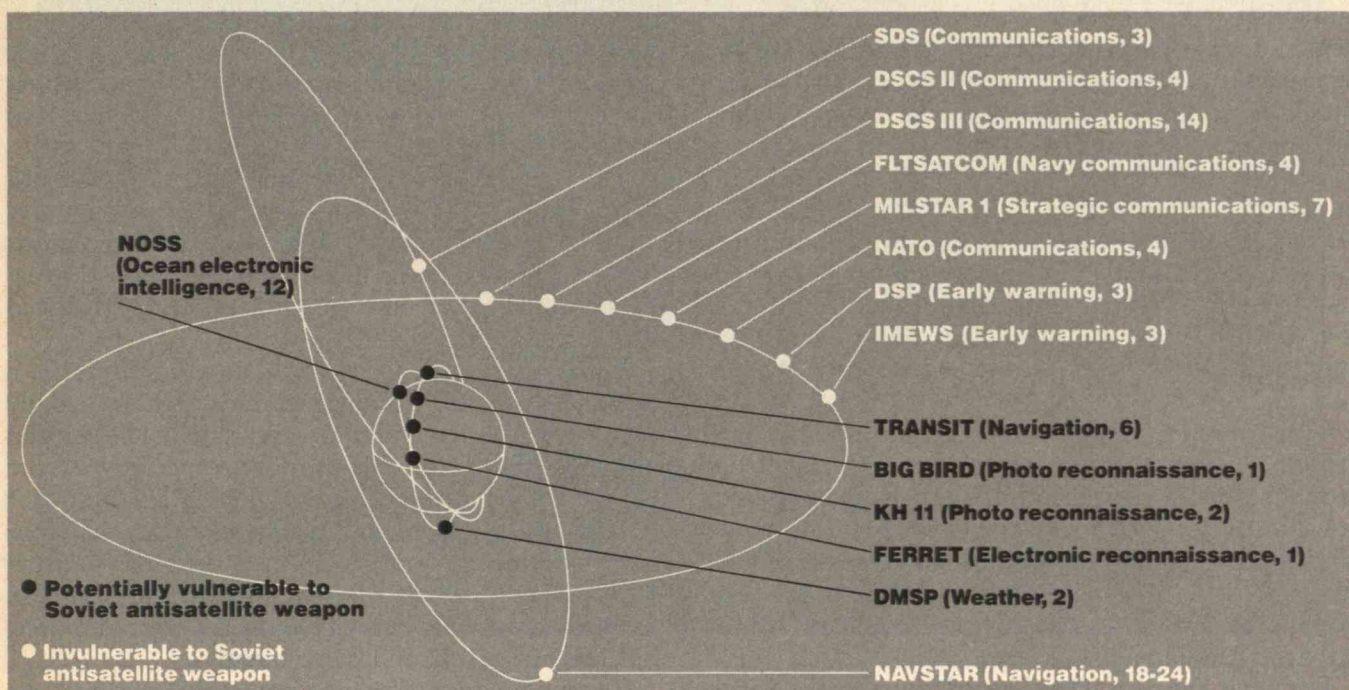 SDS (Communications, 3)
DSCS II (Communications, 4)
DSCS III (Communications, 14)
FLTSATCOM (Navy communications, 4)
MILSTAR 1 (Strategic communications, 7)
NATO (Communications, 4)
DSP (Early warning, 3)
IMEWS (Early warning, 3)
NOSS
(Ocean electronic
intelligence, 12)
TRANSIT (Navigation, 6)
BIG BIRD (Photo reconnaissance, 1)
KH 11 (Photo reconnaissance, 2)
FERRET (Electronic reconnaissance, 1)
DMSP (Weather, 2)
NAVSTAR (Navigation, 18-24)
Potentially vulnerable to
Soviet antisatellite weapon
Invulnerable to Soviet
antisatellite weapon